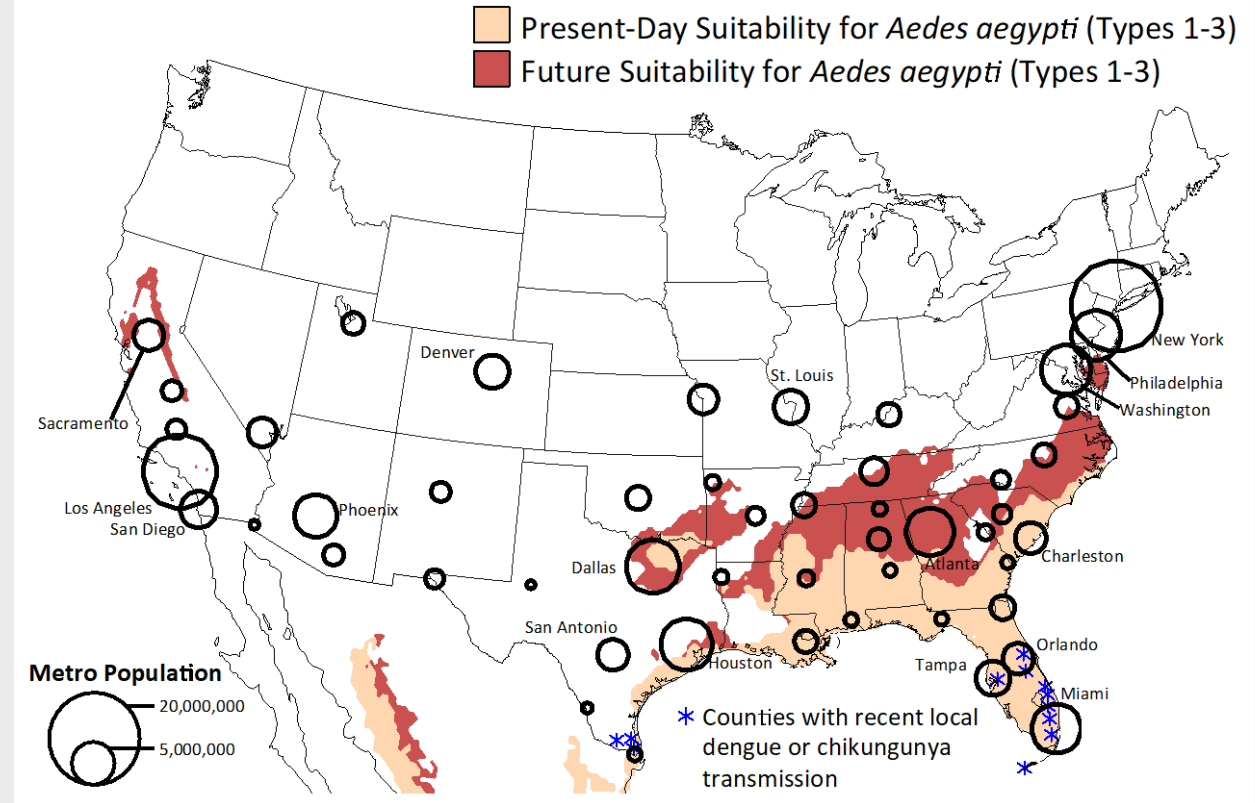 Present-Day Suitability for Aedes aegypti (Types 1-3)
Future Suitability for Aedes aegypti (Types 1-3)
Denver
St. Louis
New York
Philadelphia
Washington
Sacramento
Los Angeles
San Diego
Phoenix
Dallas
Atlanta
Charleston
San Antonio
Houston
Orlando
Tampa
Miami
Metro Population
20,000,000
5,000,000
Counties with recent local
dengue or chikungunya
transmission